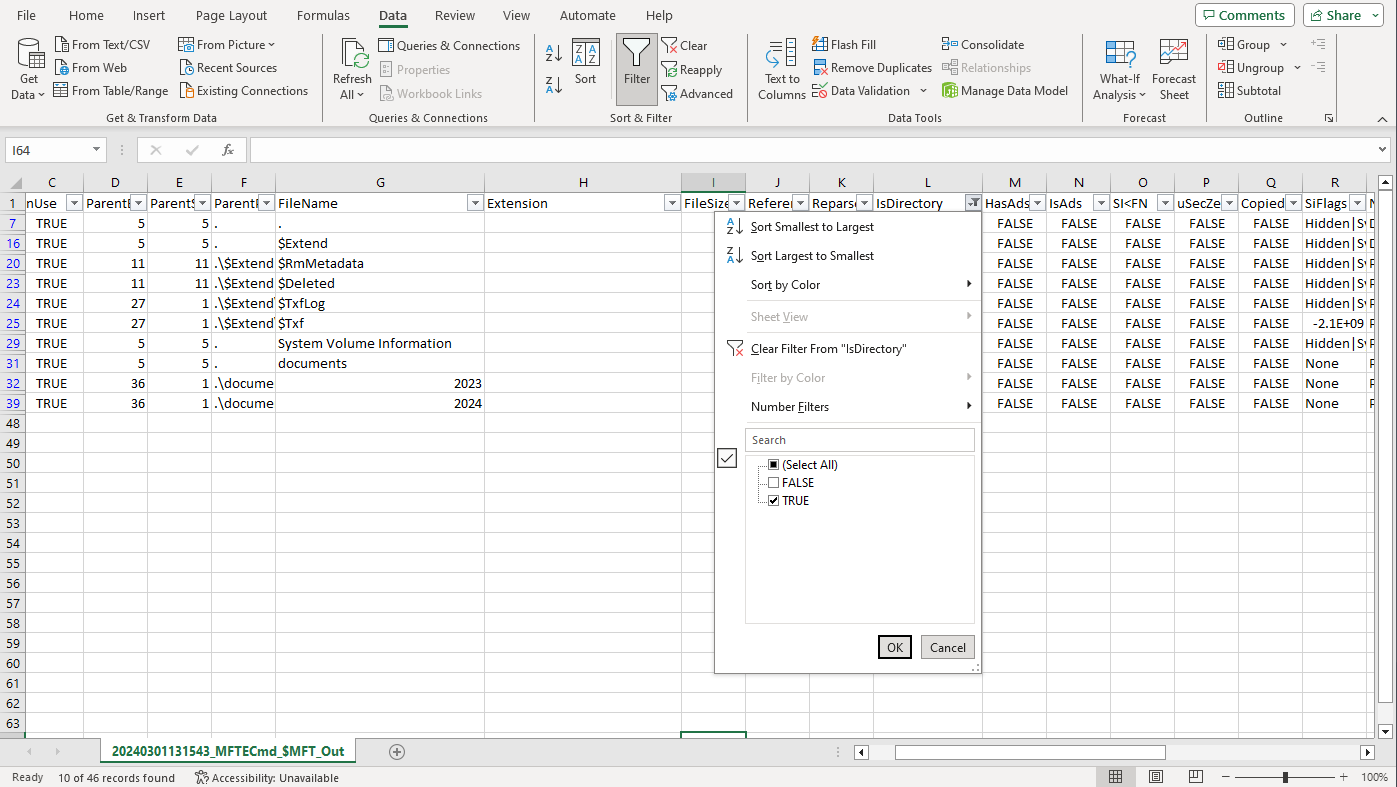 File Home Insert Page Layout Formulas Data Review View Automate Help Comments Share
Get Data
From Text/CSV
From Web
From Table/Range
From Picture
Recent Sources
Existing Connections
Get & Transform Data
Refresh All
Queries & Connections
Properties
Workbook Links
Queries & Connections
Sort
Filter
Clear
Reapply
Advanced
Sort & Filter
Text to Columns
Flash Fill
Remove Duplicates
Data Validation
Consolidate
Relationships
Manage Data Model
Data Tools
What-If Analysis
Forecast Sheet
Forecast
Group
Ungroup
Subtotal
Outline
I64 fx
C D E F G H I J K L M N O P Q R
1 nUse ParentE ParentS ParentF FileName Extension FileSize Referen Reparse IsDirectory HasAds IsAds SI<FN uSecZe Copied SiFlags
7 TRUE 5 5 . . FALSE FALSE FALSE FALSE FALSE Hidden|Sy
16 TRUE 5 5 . $Extend FALSE FALSE FALSE FALSE FALSE Hidden|Sy
20 TRUE 11 11 .\$Extend $RmMetadata FALSE FALSE FALSE FALSE FALSE Hidden|Sy
23 TRUE 11 11 .\$Extend $Deleted FALSE FALSE FALSE FALSE FALSE Hidden|Sy
24 TRUE 27 1 .\$Extend $TxfLog FALSE FALSE FALSE FALSE FALSE Hidden|Sy
25 TRUE 27 1 .\$Extend $Txf FALSE FALSE FALSE FALSE FALSE -2.1E+09
29 TRUE 5 5 . System Volume Information FALSE FALSE FALSE FALSE FALSE Hidden|Sy
31 TRUE 5 5 . documents FALSE FALSE FALSE FALSE FALSE None
32 TRUE 36 1 .\docume 2023 FALSE FALSE FALSE FALSE FALSE None
39 TRUE 36 1 .\docume 2024 FALSE FALSE FALSE FALSE FALSE None
48
49
50
51
52
53
54
55
56
57
58
59
60
61
62
63
Sort Smallest to Largest
Sort Largest to Smallest
Sort by Color
Sheet View
Clear Filter From "IsDirectory"
Filter by Color
Number Filters
Search
(Select All)
FALSE
TRUE
OK Cancel
20240301131543_MFTECmd_$MFT_Out
Ready 10 of 46 records found Accessibility: Unavailable 100%